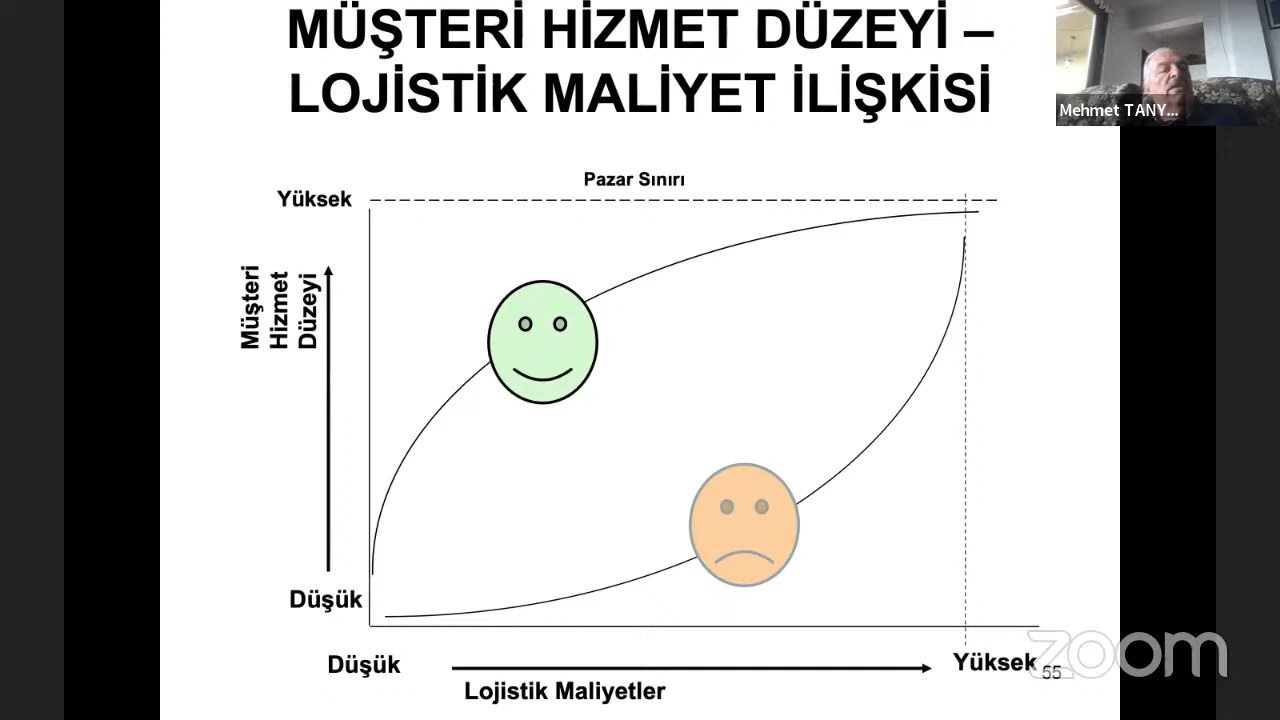 MÜŞTERİ HİZMET DÜZEYİ –
LOJİSTİK MALİYET İLİŞKİSİ
Mehmet TANY...
Pazar Sınırı
Yüksek
Müşteri
Hizmet
Düzeyi
Düşük
Düşük
Yüksek
55
Lojistik Maliyetler
zoom